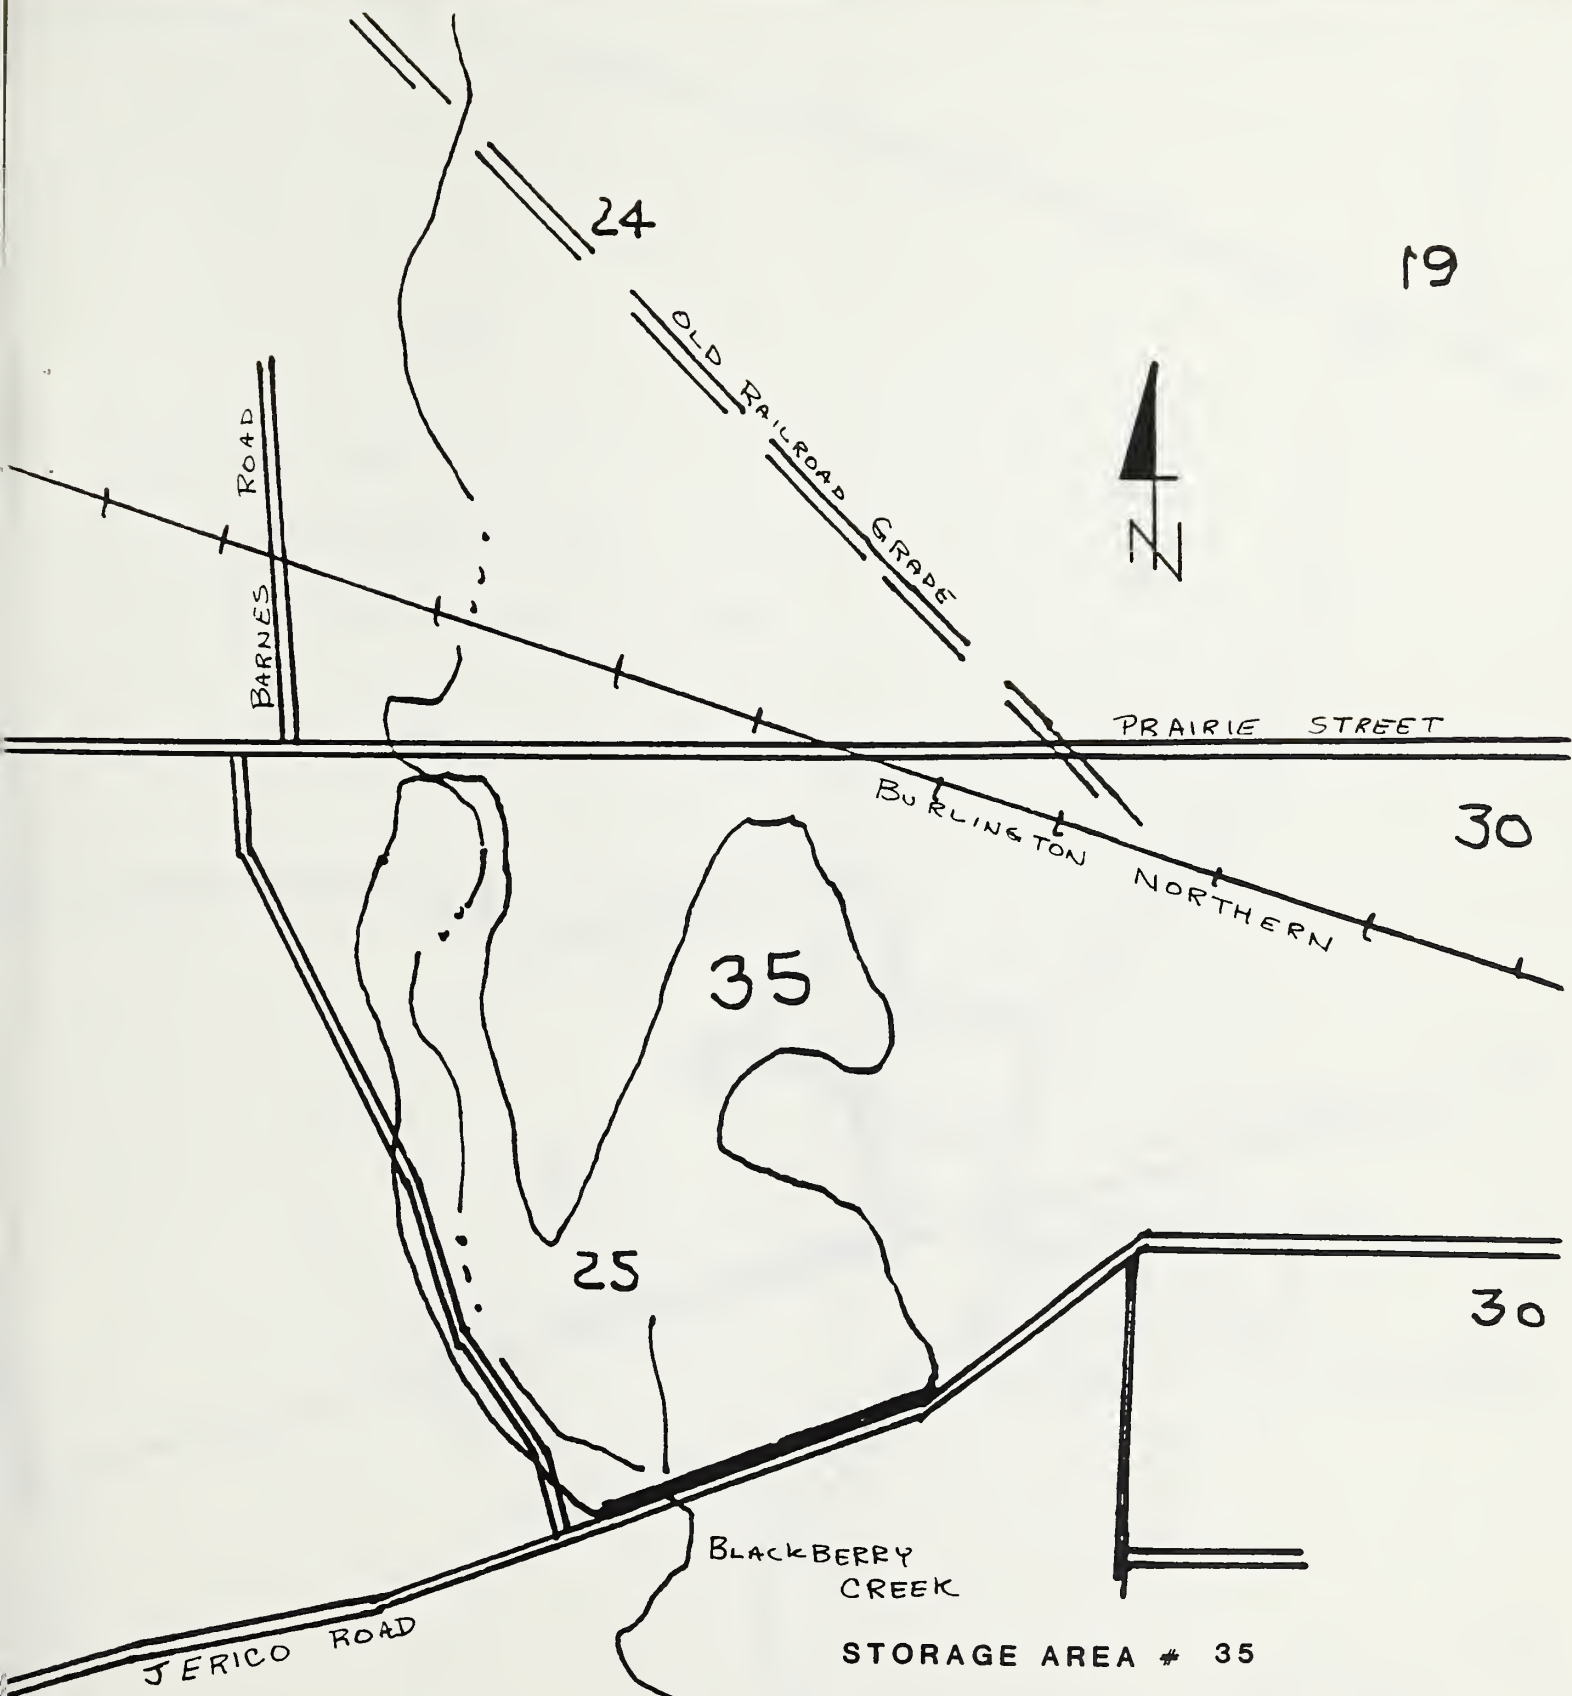 24
19
OLD RAILROAD GRADE
BARNES ROAD
N
PRAIRIE STREET
BURLINGTON NORTHERN
30
35
25
30
BLACKBERRY
CREEK
JERICO ROAD
STORAGE AREA # 35